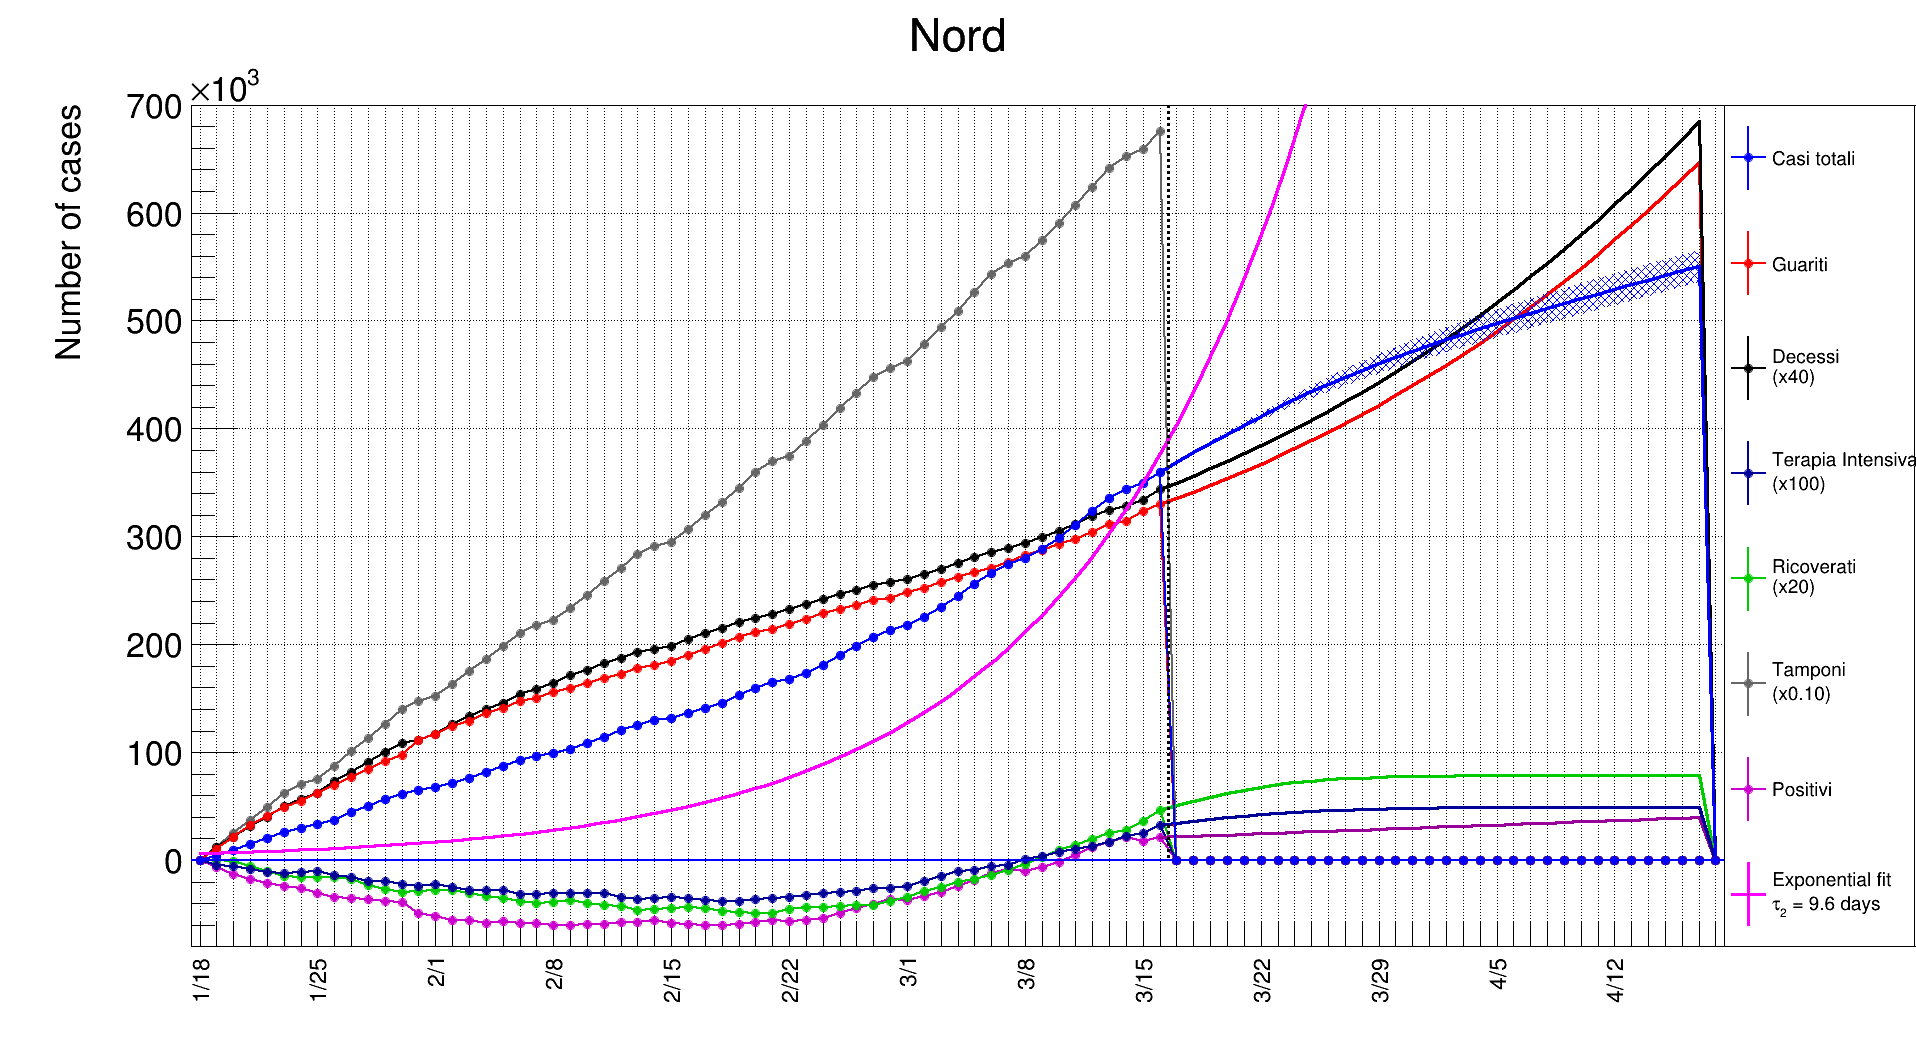 Nord
×10³
Number of cases
700
600
500
400
300
200
100
0
1/18
1/25
2/1
2/8
2/15
2/22
3/1
3/8
3/15
3/22
3/29
4/5
4/12
Casi totali
Guariti
Decessi
(x40)
Terapia Intensiva
(x100)
Ricoverati
(x20)
Tamponi
(x0.10)
Positivi
Exponential fit
τ₂ = 9.6 days